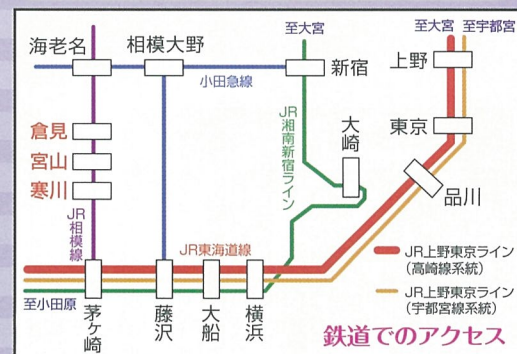 至大宮
至大宮
至宇都宮
海老名
相模大野
新宿
上野
小田急線
倉見
宮山
寒川
JR相模線
JR湘南新宿ライン
大崎
東京
品川
JR東海道線
JR上野東京ライン
(高崎線系統)
JR上野東京ライン
(宇都宮線系統)
至小田原
茅ヶ崎
藤沢
大船
横浜
鉄道でのアクセス